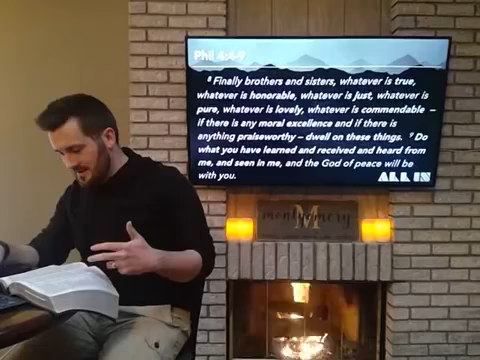 Phil 4:4-9
⁸ Finally brothers and sisters, whatever is true,
whatever is honorable, whatever is just, whatever is
pure, whatever is lovely, whatever is commendable –
if there is any moral excellence and if there is
anything praiseworthy – dwell on these things. ⁹ Do
what you have learned and received and heard from
me, and seen in me, and the God of peace will be
with you.
ALL IN
M
montgomery